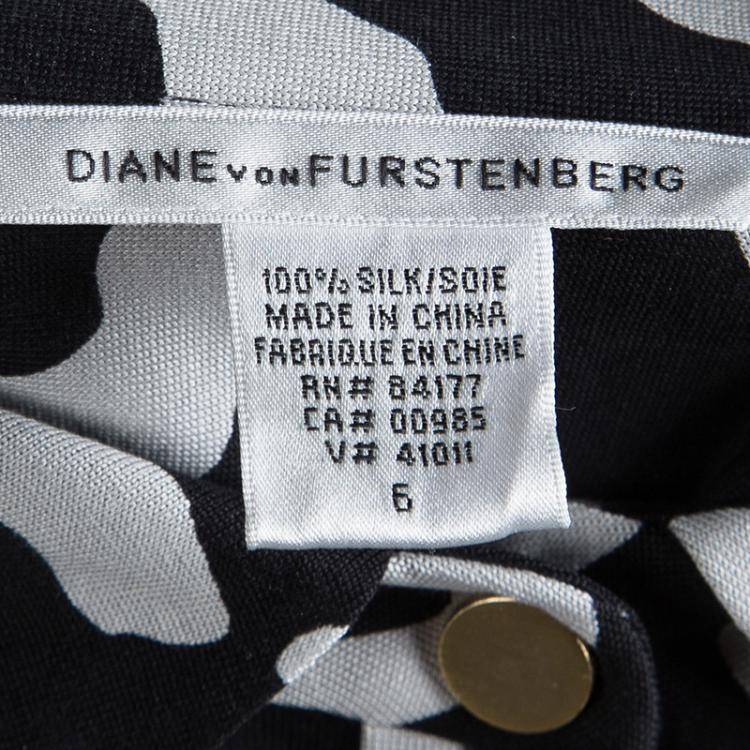 DIANE VON FURSTENBERG
100% SILK/SOIE
MADE IN CHINA
FABRIQUE EN CHINE
RN# 84177
CA# 00985
V# 41011
6